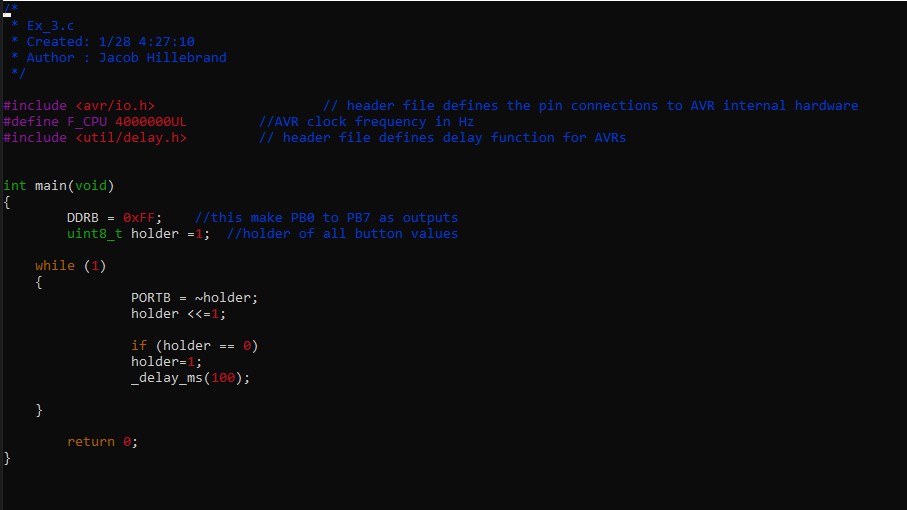 /*
 * Ex_3.c
 * Created: 1/28 4:27:10
 * Author : Jacob Hillebrand
 */
#include <avr/io.h>                     // header file defines the pin connections to AVR internal hardware
#define F_CPU 4000000UL         //AVR clock frequency in Hz
#include <util/delay.h>         // header file defines delay function for AVRs
int main(void)
{
        DDRB = 0xFF;    //this make PB0 to PB7 as outputs
        uint8_t holder =1;  //holder of all button values
    while (1)
    {
                PORTB = ~holder;
                holder <<=1;
                if (holder == 0)
                holder=1;
                _delay_ms(100);
    }
        return 0;
}